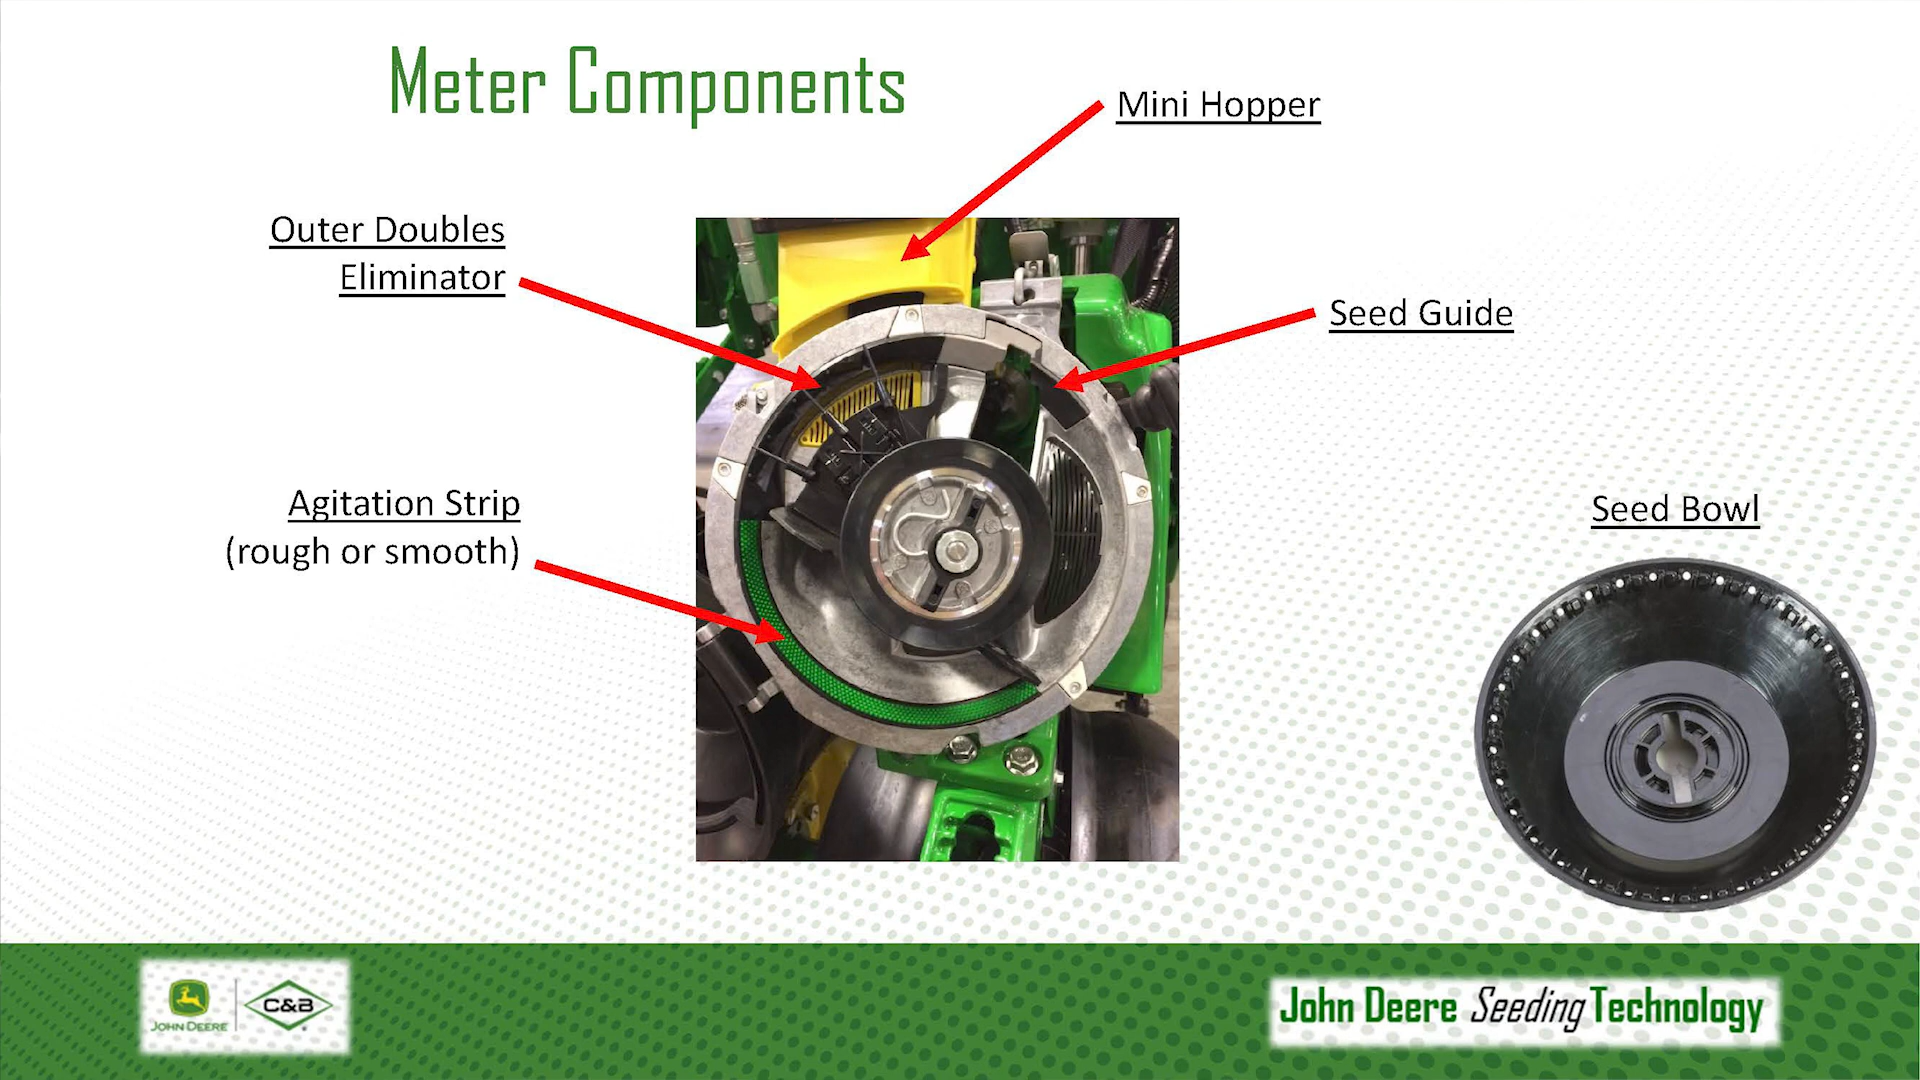 Meter Components
Mini Hopper
Outer Doubles
Eliminator
Seed Guide
Agitation Strip
(rough or smooth)
Seed Bowl
JOHN DEERE
C&B
John Deere Seeding Technology